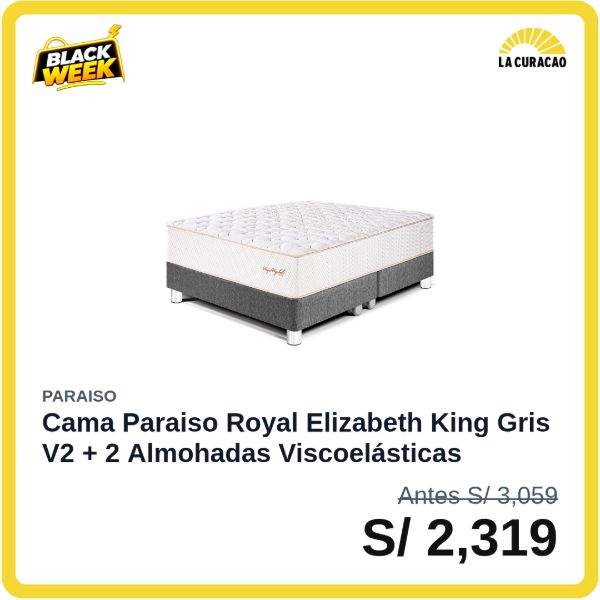 BLACK
WEEK
LA CURACAO
PARAISO
Cama Paraiso Royal Elizabeth King Gris
V2 + 2 Almohadas Viscoelásticas
Antes S/ 3,059
S/ 2,319